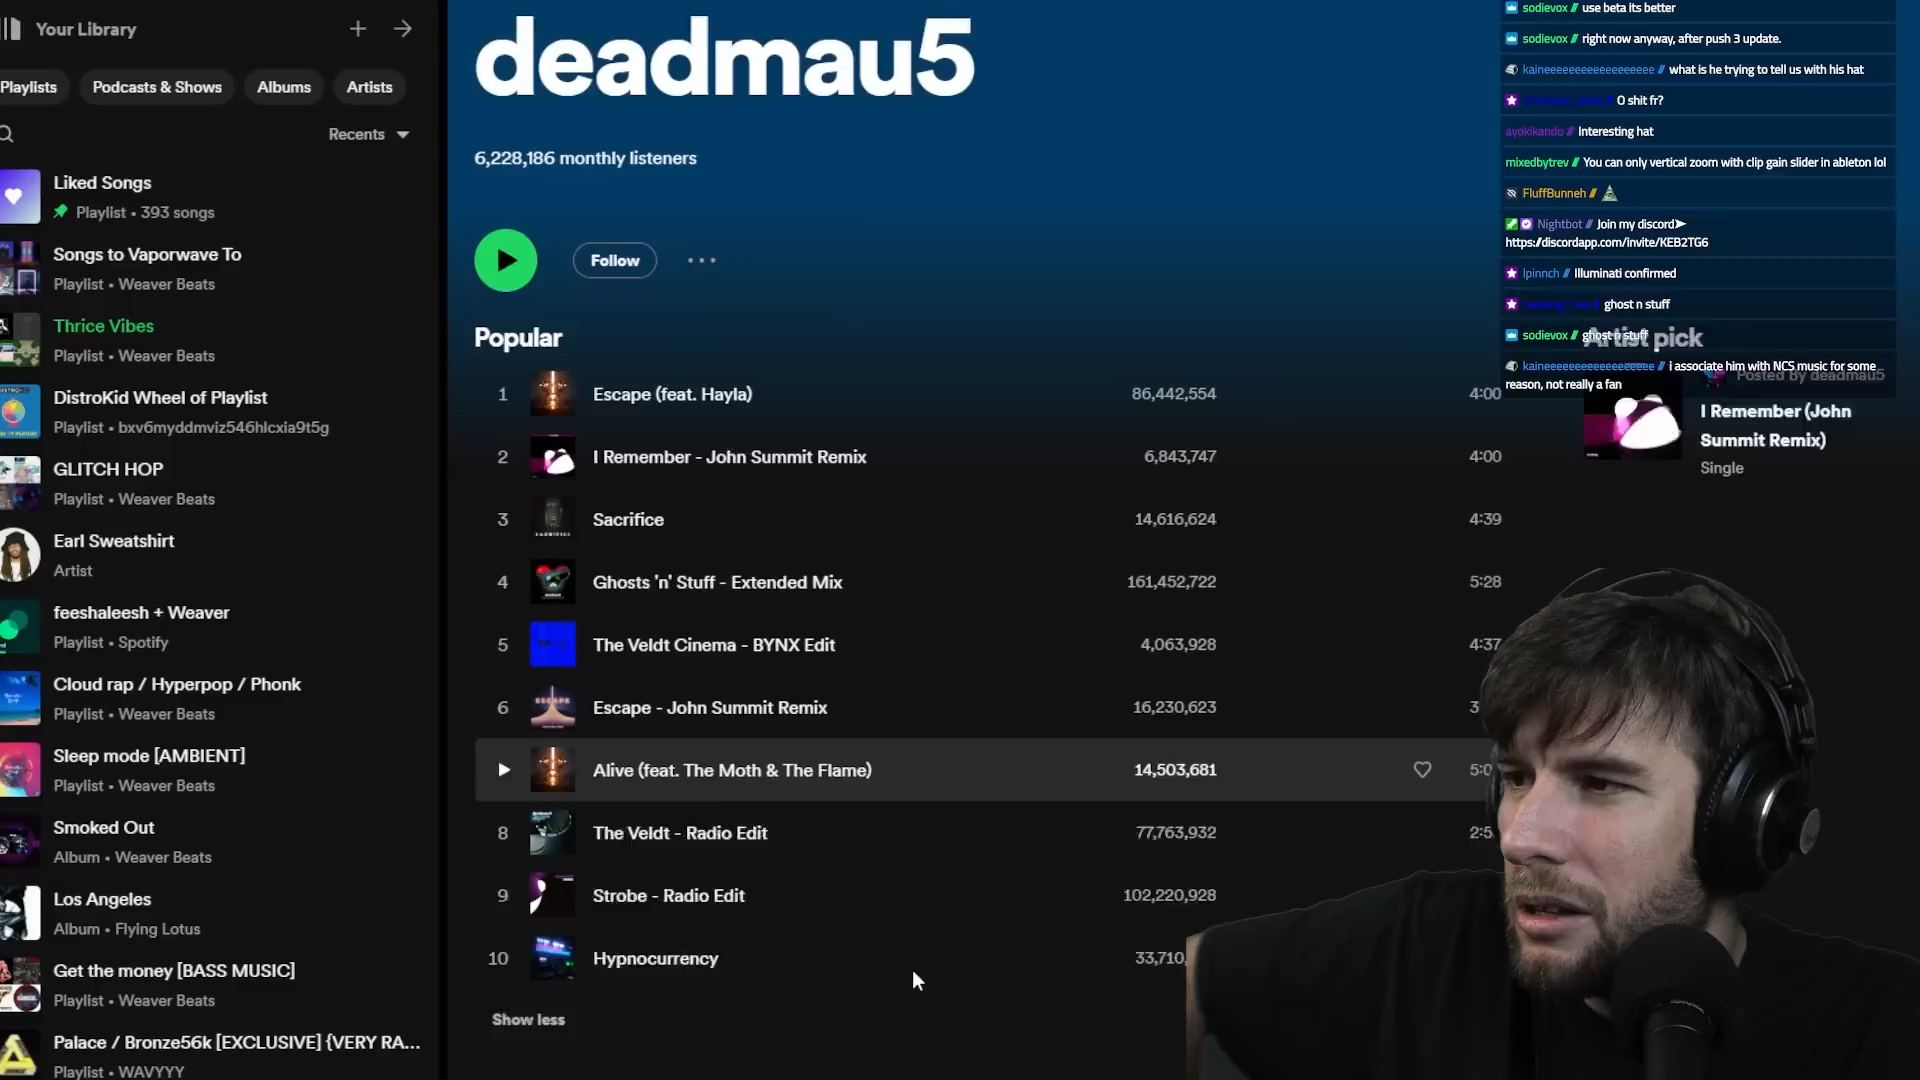 Your Library
Playlists
Podcasts & Shows
Albums
Artists
Recents
Liked Songs
Playlist • 393 songs
Songs to Vaporwave To
Playlist • Weaver Beats
Thrice Vibes
Playlist • Weaver Beats
DistroKid Wheel of Playlist
Playlist • bxv6myddmviz546hlcxia9t5g
GLITCH HOP
Playlist • Weaver Beats
Earl Sweatshirt
Artist
feeshaleesh + Weaver
Playlist • Spotify
Cloud rap / Hyperpop / Phonk
Playlist • Weaver Beats
Sleep mode [AMBIENT]
Playlist • Weaver Beats
Smoked Out
Album • Weaver Beats
Los Angeles
Album • Flying Lotus
Get the money [BASS MUSIC]
Playlist • Weaver Beats
Palace / Bronze56k [EXCLUSIVE] {VERY RA...
Playlist • WAVYYY
deadmau5
6,228,186 monthly listeners
Follow
Popular
1 Escape (feat. Hayla) 86,442,554 4:00
2 I Remember - John Summit Remix 6,843,747 4:00
3 Sacrifice 14,616,624 4:39
4 Ghosts 'n' Stuff - Extended Mix 161,452,722 5:28
5 The Veldt Cinema - BYNX Edit 4,063,928 4:37
6 Escape - John Summit Remix 16,230,623 3
Alive (feat. The Moth & The Flame) 14,503,681 5:0
8 The Veldt - Radio Edit 77,763,932 2:5
9 Strobe - Radio Edit 102,220,928
10 Hypnocurrency 33,710,
Show less
sodievox // use beta its better
sodievox // right now anyway, after push 3 update.
// what is he trying to tell us with his hat
// O shit fr?
ayokikando // Interesting hat
mixedbytrev // You can only vertical zoom with clip gain slider in ableton lol
FluffBunneh //
Nightbot // Join my discord➤
https://discordapp.com/invite/KEB2TG6
lpinnch // Illuminati confirmed
// ghost n stuff
sodievox // ghost n stuff
// i associate him with NCS music for some
reason, not really a fan
Artist pick
Posted By deadmau5
I Remember (John
Summit Remix)
Single